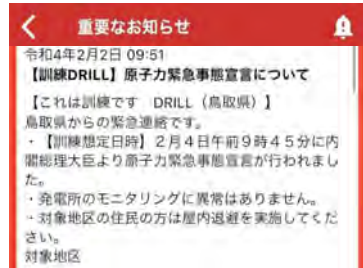 重要なお知らせ
令和4年2月2日 09:51
【訓練DRILL】原子力緊急事態宣言について
【これは訓練です　DRILL（鳥取県）】
鳥取県からの緊急連絡です。
・【訓練想定日時】２月４日午前９時４５分に内
閣総理大臣より原子力緊急事態宣言が行われまし
た。
・発電所のモニタリングに異常はありません。
・対象地区の住民の方は屋内退避を実施してくだ
さい。
対象地区